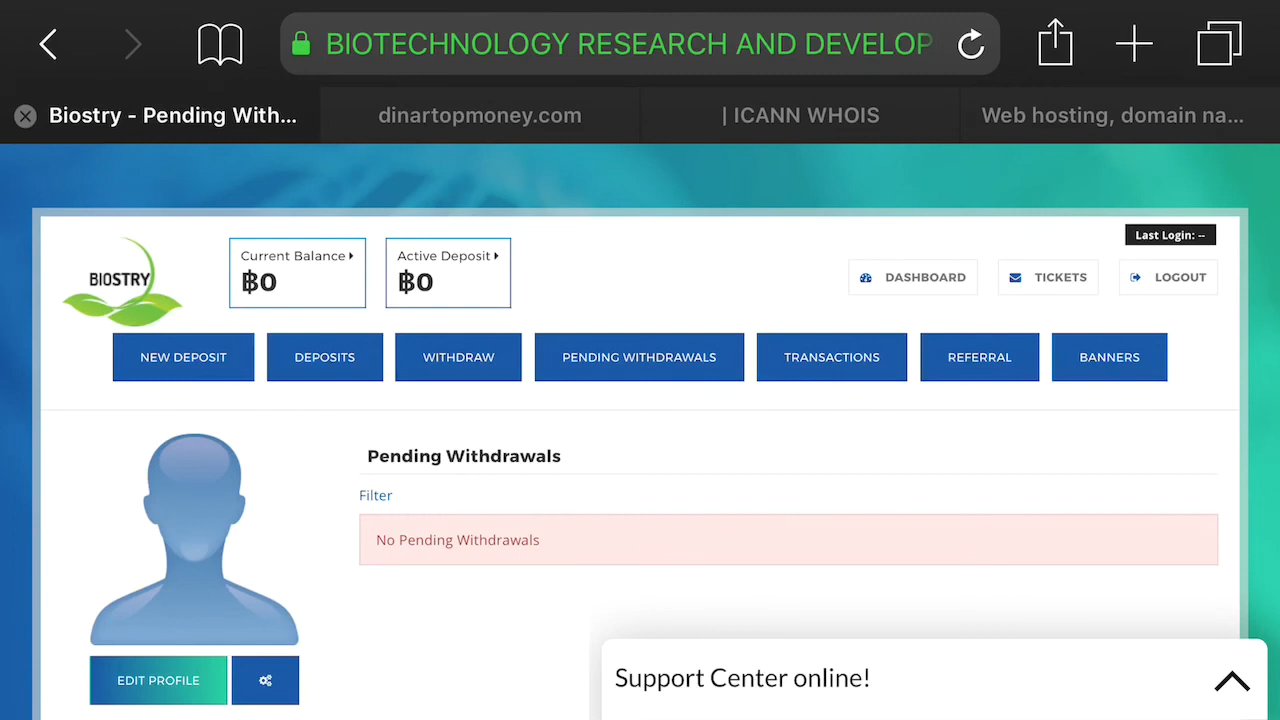 BIOTECHNOLOGY RESEARCH AND DEVELOP
Biostry - Pending With...
dinartopmoney.com
| ICANN WHOIS
Web hosting, domain na...
Last Login: --
BIOSTRY
Current Balance
฿0
Active Deposit
฿0
DASHBOARD
TICKETS
LOGOUT
NEW DEPOSIT
DEPOSITS
WITHDRAW
PENDING WITHDRAWALS
TRANSACTIONS
REFERRAL
BANNERS
Pending Withdrawals
Filter
No Pending Withdrawals
EDIT PROFILE
Support Center online!